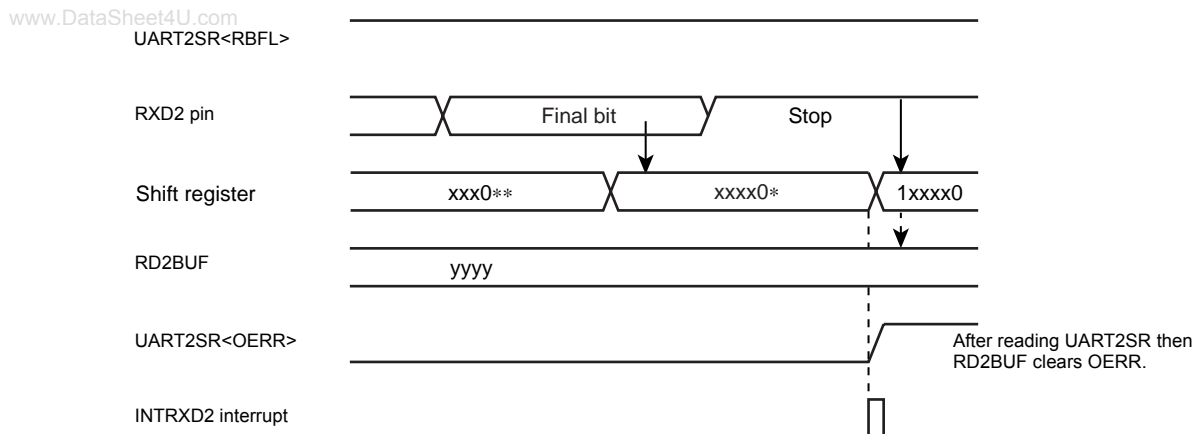 www.DataSheet4U.com
UART2SR<RBFL>
RXD2 pin
Final bit
Stop
Shift register
xxx0**
xxxx0*
1xxxx0
RD2BUF
yyyy
UART2SR<OERR>
After reading UART2SR then
RD2BUF clears OERR.
INTRXD2 interrupt